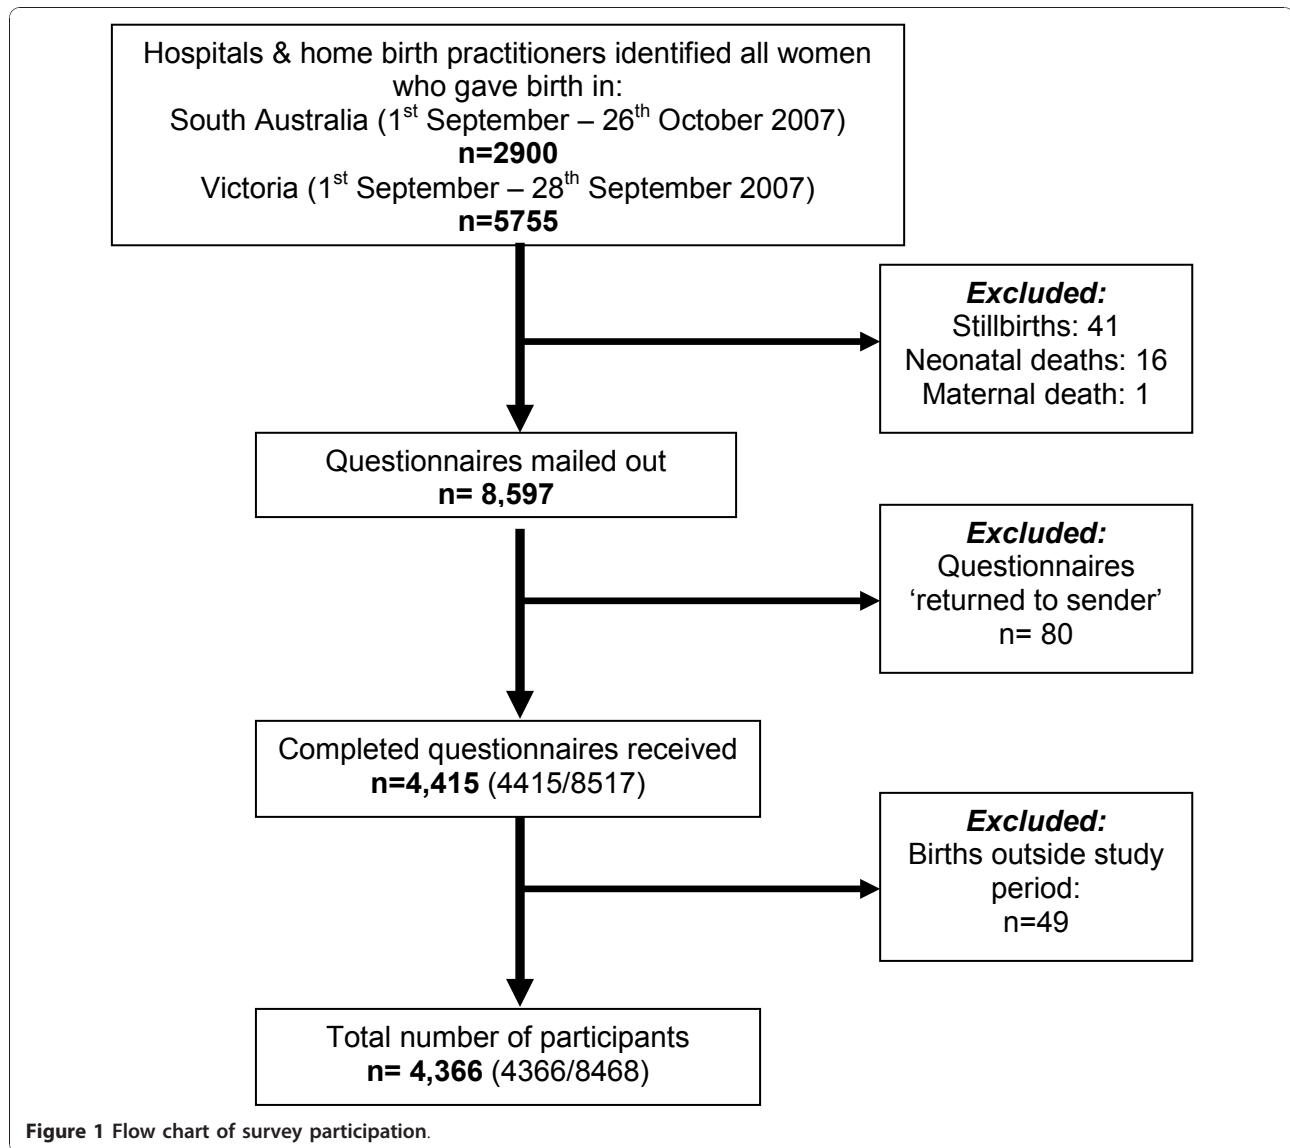 Hospitals & home birth practitioners identified all women
who gave birth in:
South Australia (1st September – 26th October 2007)
n=2900
Victoria (1st September – 28th September 2007)
n=5755
Excluded:
Stillbirths: 41
Neonatal deaths: 16
Maternal death: 1
Questionnaires mailed out
n= 8,597
Excluded:
Questionnaires
‘returned to sender’
n= 80
Completed questionnaires received
n=4,415 (4415/8517)
Excluded:
Births outside study
period:
n=49
Total number of participants
n= 4,366 (4366/8468)
Figure 1 Flow chart of survey participation.